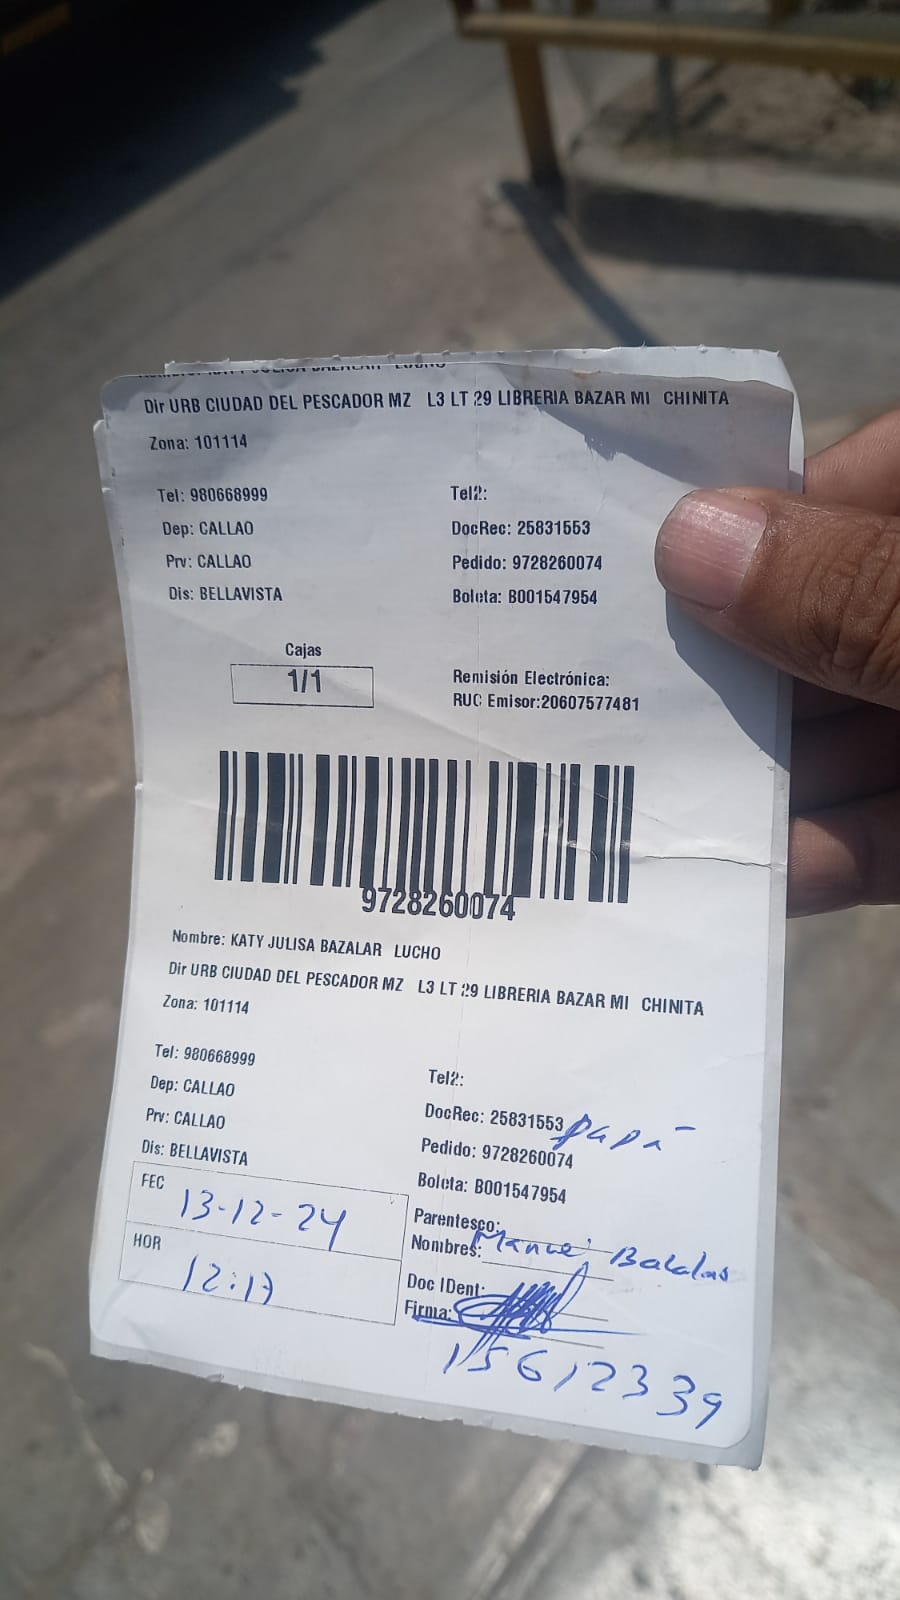 Dir URB CIUDAD DEL PESCADOR MZ L3 LT 29 LIBRERIA BAZAR MI CHINITA
Zona: 101114
Tel: 980668999 Tel2:
Dep: CALLAO DocRec: 25831553
Prv: CALLAO Pedido: 9728260074
Dis: BELLAVISTA Boleta: B001547954
Cajas
1/1
Remisión Electrónica:
RUC Emisor:20607577481
9728260074
Nombre: KATY JULISA BAZALAR LUCHO
Dir URB CIUDAD DEL PESCADOR MZ L3 LT 29 LIBRERIA BAZAR MI CHINITA
Zona: 101114
Tel: 980668999 Tel2:
Dep: CALLAO DocRec: 25831553 papá
Prv: CALLAO Pedido: 9728260074
Dis: BELLAVISTA Boleta: B001547954
FEC 13-12-24 Parentesco:
Nombres: Manuel
HOR 12:17 Doc IDent:
Firma:
15612339